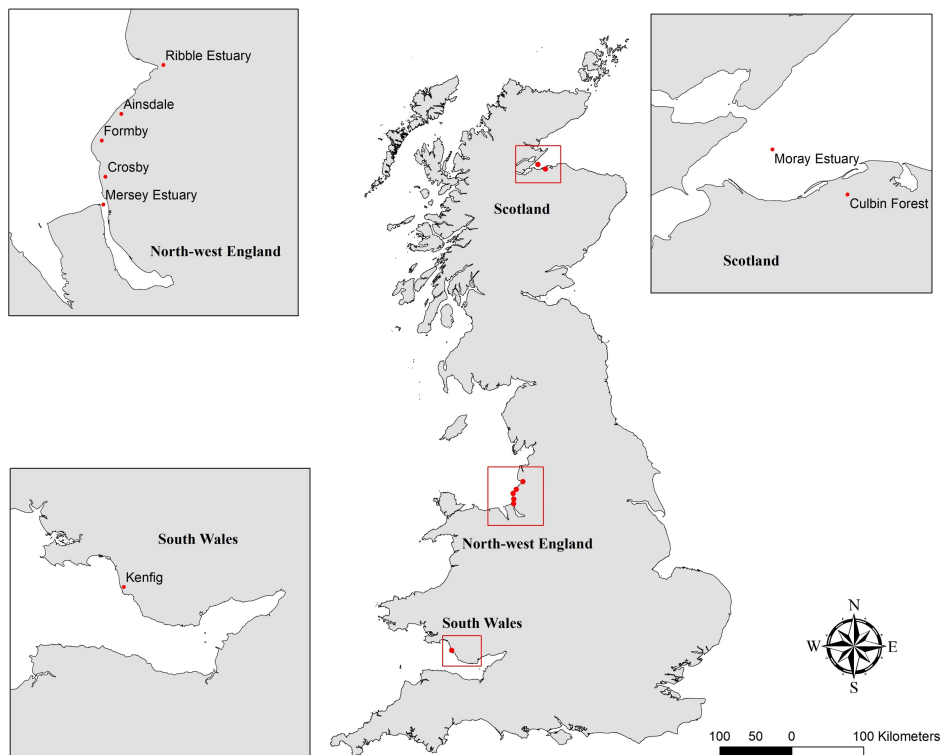 Ribble Estuary
Ainsdale
Formby
Crosby
Mersey Estuary
North-west England
Moray Estuary
Culbin Forest
Scotland
Scotland
North-west England
South Wales
South Wales
Kenfig
N
W E
S
100 50 0 100 Kilometers